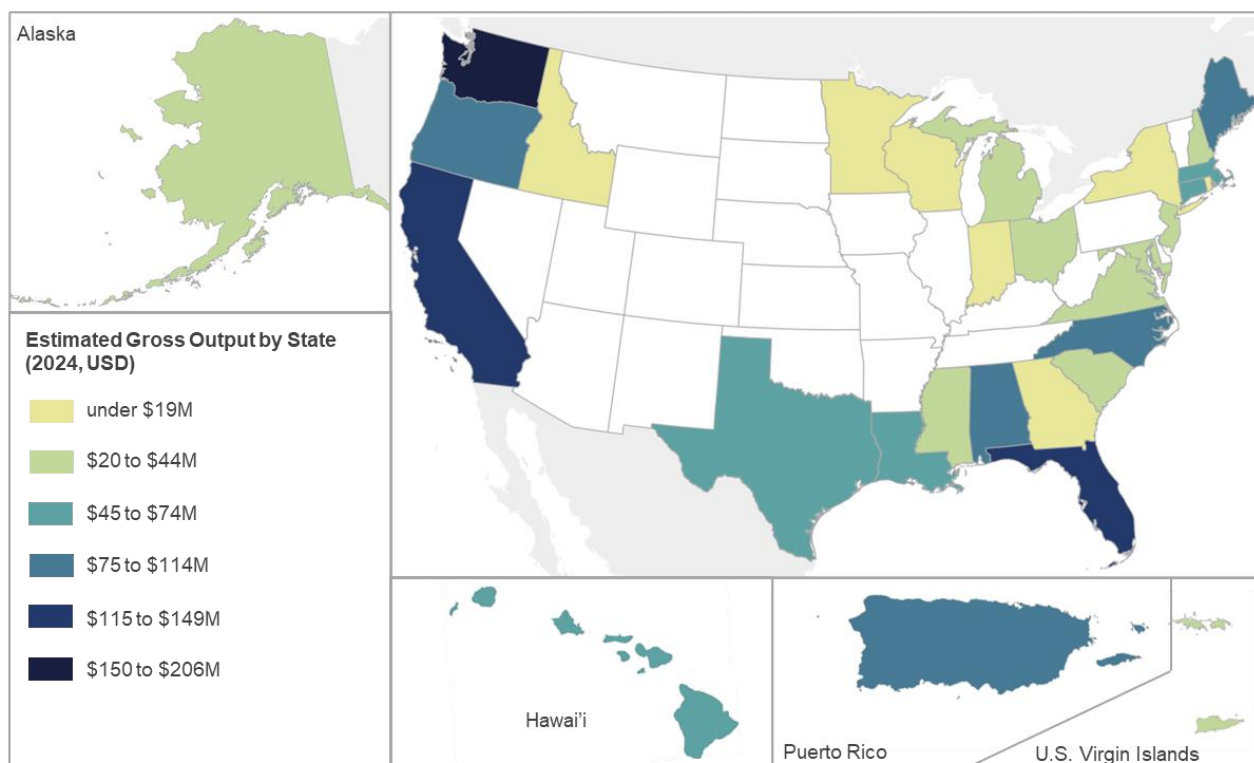 Alaska
Estimated Gross Output by State
(2024, USD)
under $19M
$20 to $44M
$45 to $74M
$75 to $114M
$115 to $149M
$150 to $206M
Hawai'i
Puerto Rico
U.S. Virgin Islands